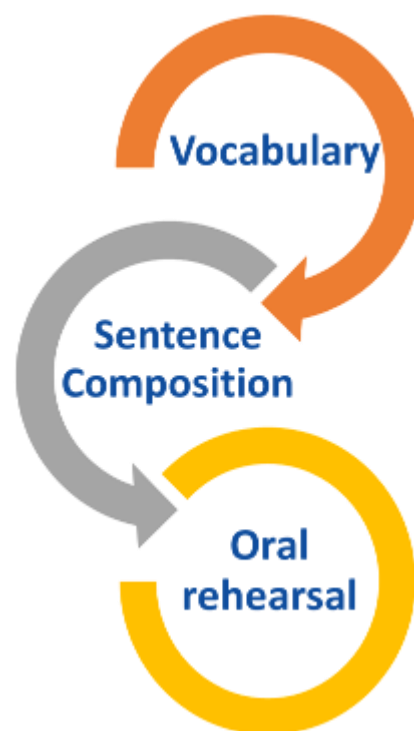 Vocabulary
Sentence
Composition
Oral
rehearsal